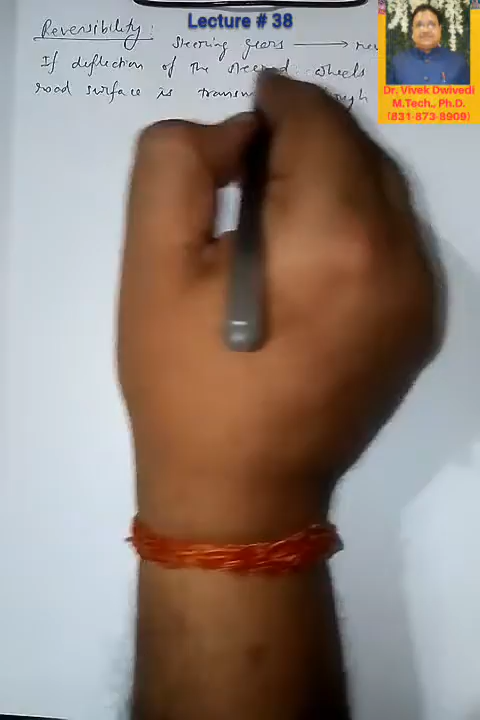 Lecture # 38
Reversibility: Steering gears →
If deflection of the steered wheels
road surface is
Dr. Vivek Dwivedi
M.Tech., Ph.D.
(831-873-8909)